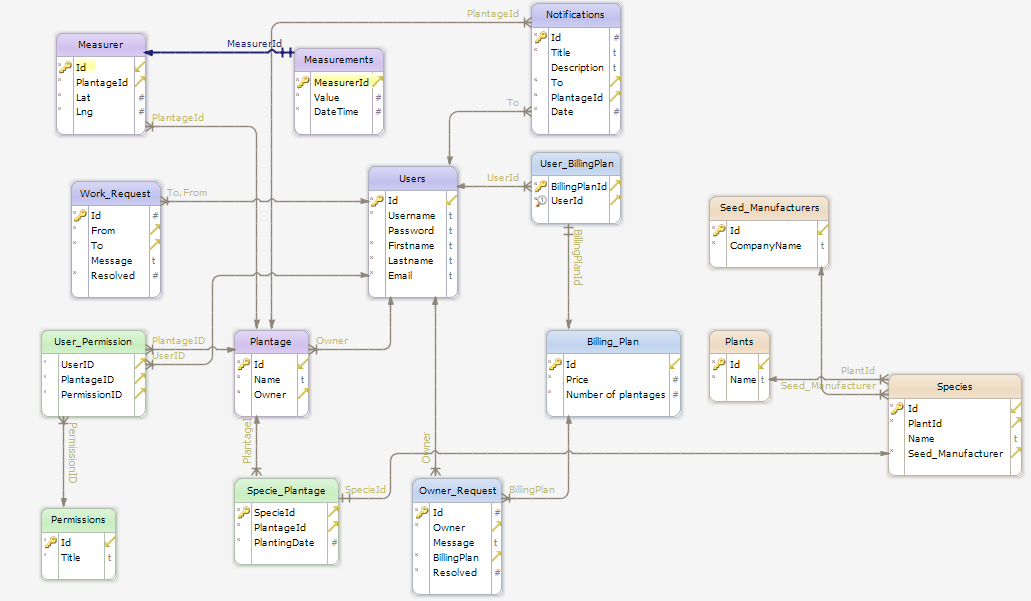 PlantageId
Notifications
Id #
Title t
Description t
To
PlantageId
Date #
Measurer
Id
PlantageId
Lat #
Lng #
MeasurerId
Measurements
MeasurerId
Value #
DateTime #
PlantageId
To
Users
Id
Username t
Password t
Firstname t
Lastname t
Email t
UserId
User_BillingPlan
BillingPlanId
UserId
Work_Request
Id #
From
To
Message t
Resolved #
To, From
Seed_Manufacturers
Id
CompanyName t
BillingPlanId
User_Permission
UserID
PlantageID
PermissionID
PlantageID
UserID
Plantage
Id
Name t
Owner
Owner
Billing_Plan
Id
Price #
Number of plantages #
Plants
Id
Name t
PlantId
Seed_Manufacturer
Species
Id
PlantId
Name t
Seed_Manufacturer
PermissionID
Owner
Specie_Plantage
SpecieId
PlantageId
PlantingDate #
SpecieId
Owner_Request
Id #
Owner
Message t
BillingPlan
Resolved #
BillingPlan
Permissions
Id
Title t